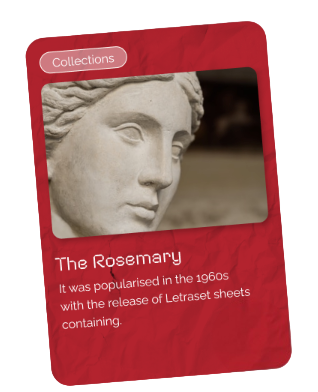 Collections
The Rosemary
It was popularised in the 1960s
with the release of Letraset sheets
containing.